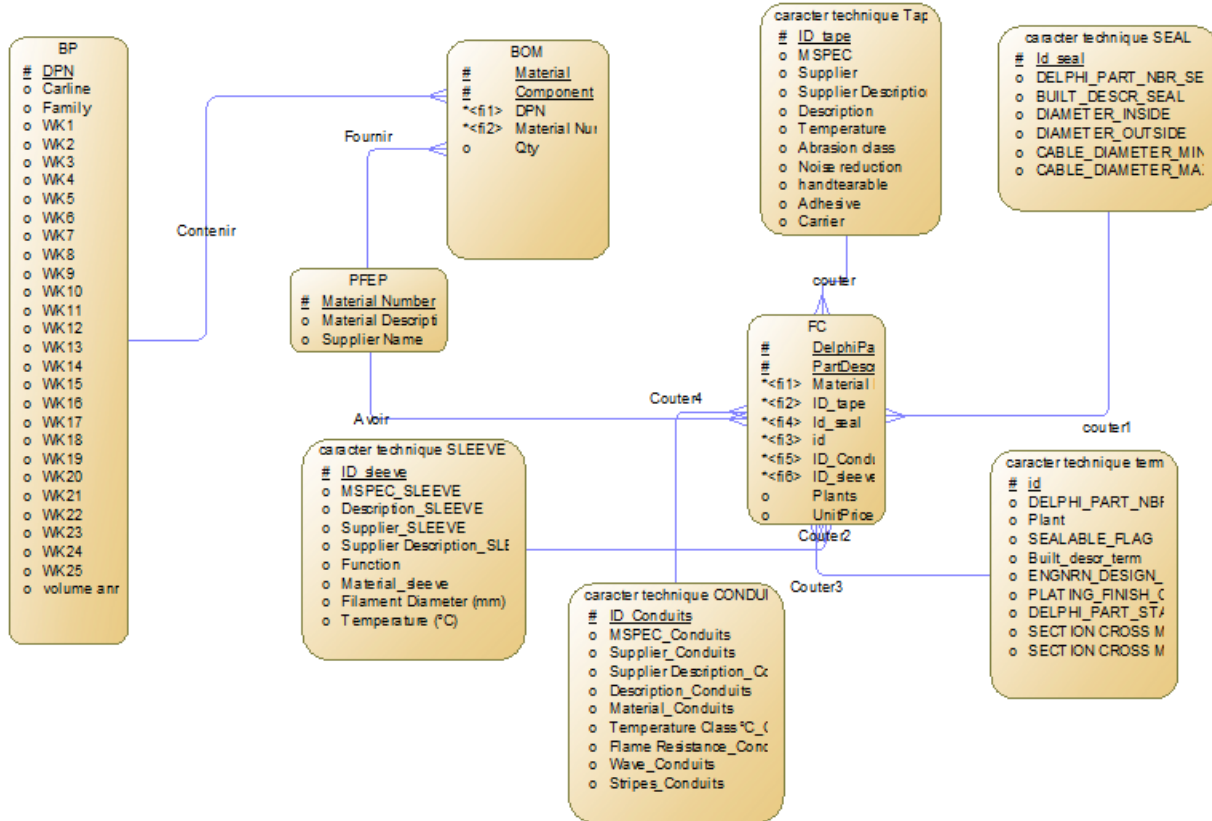 BP
# DPN
o Carline
o Family
o WK1
o WK2
o WK3
o WK4
o WK5
o WK6
o WK7
o WK8
o WK9
o WK10
o WK11
o WK12
o WK13
o WK14
o WK15
o WK16
o WK17
o WK18
o WK19
o WK20
o WK21
o WK22
o WK23
o WK24
o WK25
o volume anr
Contenir
Fournir
BOM
# Material
# Component
*<fi1> DPN
*<fi2> Material Nur
o Qty
PFEP
# Material Number
o Material Descripti
o Supplier Name
Avoir
caracter technique Tap
# ID_tape
o MSPEC
o Supplier
o Supplier Description
o Description
o Temperature
o Abrasion class
o Noise reduction
o handtearable
o Adhesive
o Carrier
couter
caracter technique SEAL
# Id_seal
o DELPHI_PART_NBR_SE
o BUILT_DESCR_SEAL
o DIAMETER_INSIDE
o DIAMETER_OUTSIDE
o CABLE_DIAMETER_MIN
o CABLE_DIAMETER_MA
couter1
FC
# DelphiPa
# PartDescr
*<fi1> Material
*<fi2> ID_tape
*<fi4> Id_seal
*<fi3> id
*<fi5> ID_Condu
*<fi6> ID_sleeve
o Plants
o UnitPrice
Couter4
Couter2
Couter3
caracter technique SLEEVE
# ID_sleeve
o MSPEC_SLEEVE
o Description_SLEEVE
o Supplier_SLEEVE
o Supplier Description_SLE
o Function
o Material_sleeve
o Filament Diameter (mm)
o Temperature (°C)
caracter technique CONDUI
# ID_Conduits
o MSPEC_Conduits
o Supplier_Conduits
o Supplier Description_Co
o Description_Conduits
o Material_Conduits
o Temperature Class°C_C
o Flame Resistance_Cond
o Wave_Conduits
o Stripes_Conduits
caracter technique term
# id
o DELPHI_PART_NBF
o Plant
o SEALABLE_FLAG
o Built_descr_term
o ENGNRN_DESIGN_
o PLATING_FINISH_C
o DELPHI_PART_STA
o SECTION CROSS M
o SECTION CROSS M